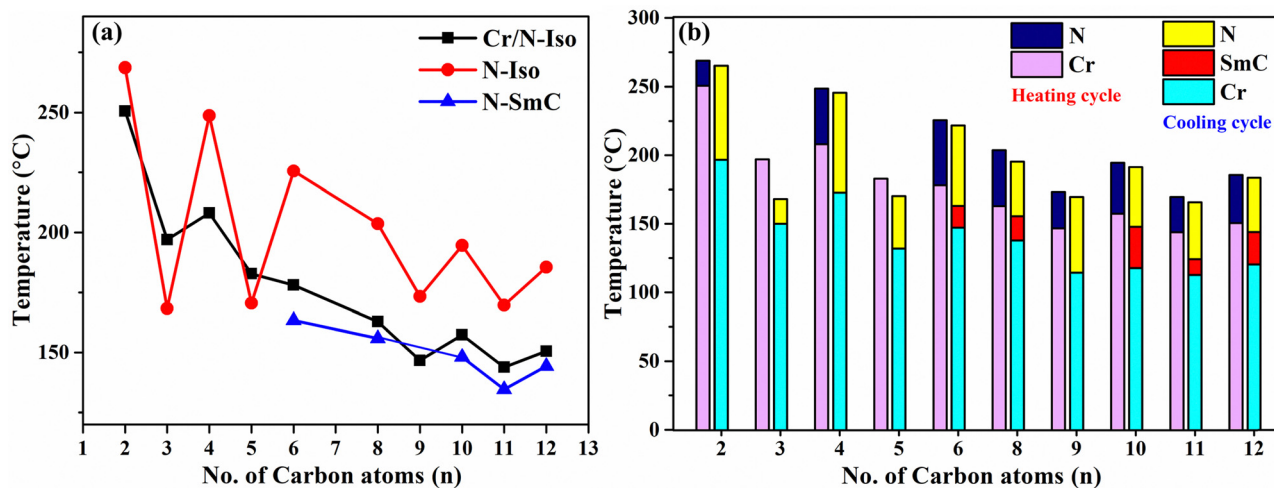 (a)
Cr/N-Iso
N-Iso
N-SmC
250
200
150
Temperature (°C)
1 2 3 4 5 6 7 8 9 10 11 12 13
No. of Carbon atoms (n)
(b)
N
Cr
Heating cycle
N
SmC
Cr
Cooling cycle
300
250
200
150
100
50
0
Temperature (°C)
2 3 4 5 6 8 9 10 11 12
No. of Carbon atoms (n)